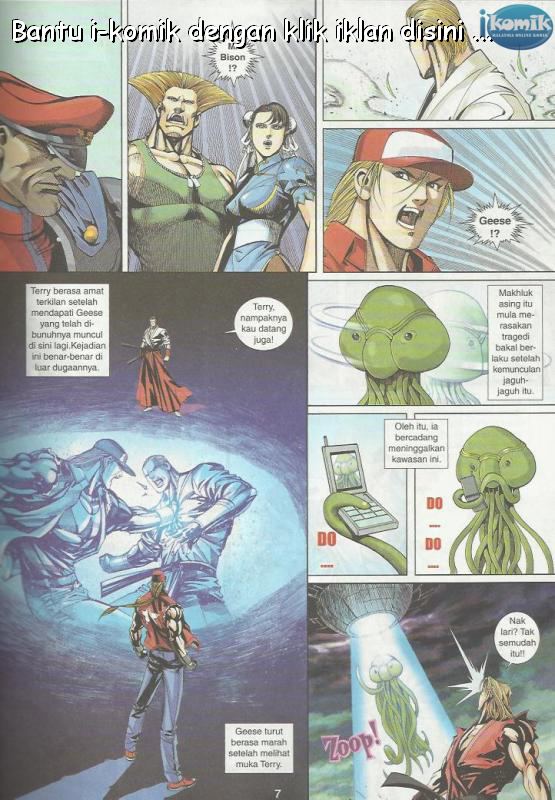 Bantu i-komik dengan klik iklan disini ...
i komik
MALAYSIA ONLINE KOMIK
M.
Bison
!?
Geese
!?
Terry berasa amat
terkilan setelah
mendapati Geese
yang telah di-
bunuhnya muncul
di sini lagi.Kejadian
ini benar-benar di
luar dugaannya.
Terry,
nampaknya
kau datang
juga!
Makhluk
asing itu
mula me-
rasakan
tragedi
bakal ber-
laku setelah
kemunculan
jaguh-
jaguh itu.
Oleh itu, ia
bercadang
meninggalkan
kawasan ini.
DO
....
DO
DO
....
DO
....
Nak
lari? Tak
semudah
itu!!
Zoop!
Geese turut
berasa marah
setelah melihat
muka Terry.
7